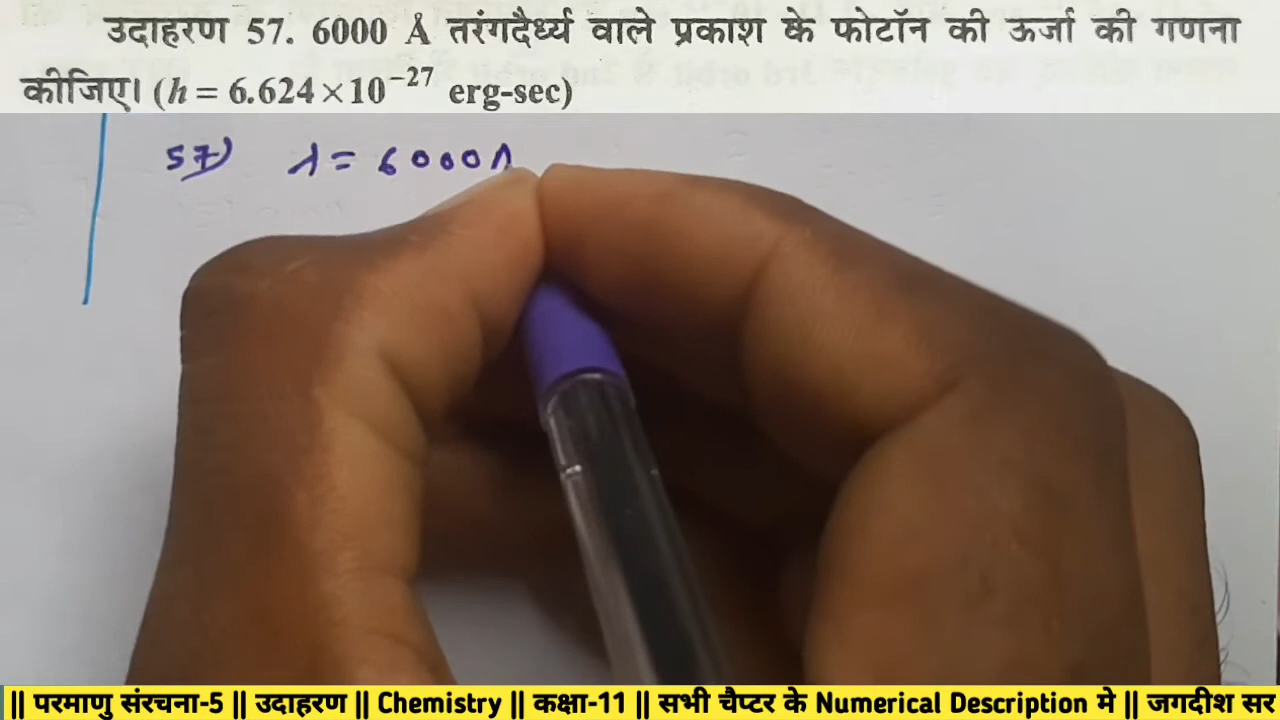 उदाहरण 57. 6000 Å तरंगदैर्ध्य वाले प्रकाश के फोटॉन की ऊर्जा की गणना
कीजिए। (h = 6.624×10⁻²⁷ erg-sec)
57) λ = 6000A
|| परमाणु संरचना-5 || उदाहरण || Chemistry || कक्षा-11 || सभी चैप्टर के Numerical Description मे || जगदीश सर